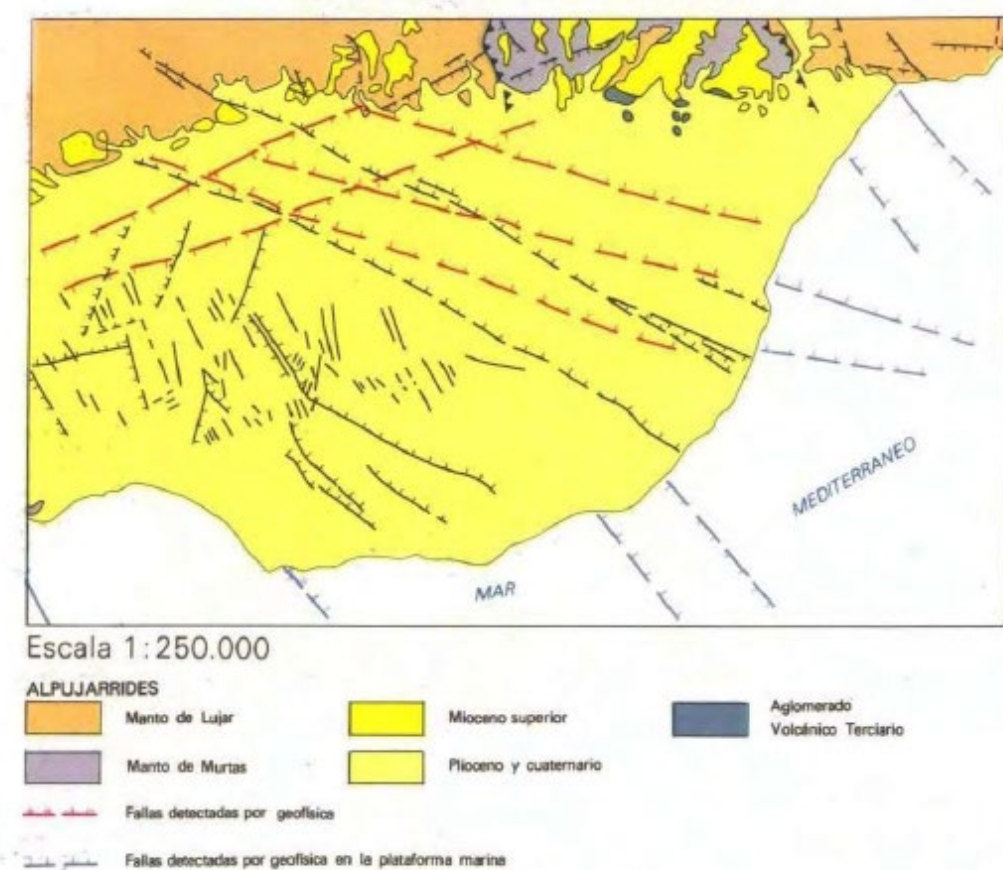 MEDITERRANEO
MAR
Escala 1:250.000
ALPUJARRIDES
Manto de Lujar
Mioceno superior
Aglomerado
Volcánico Terciario
Manto de Murtas
Plioceno y cuaternario
Fallas detectadas por geofísica
Fallas detectadas por geofísica en la plataforma marina